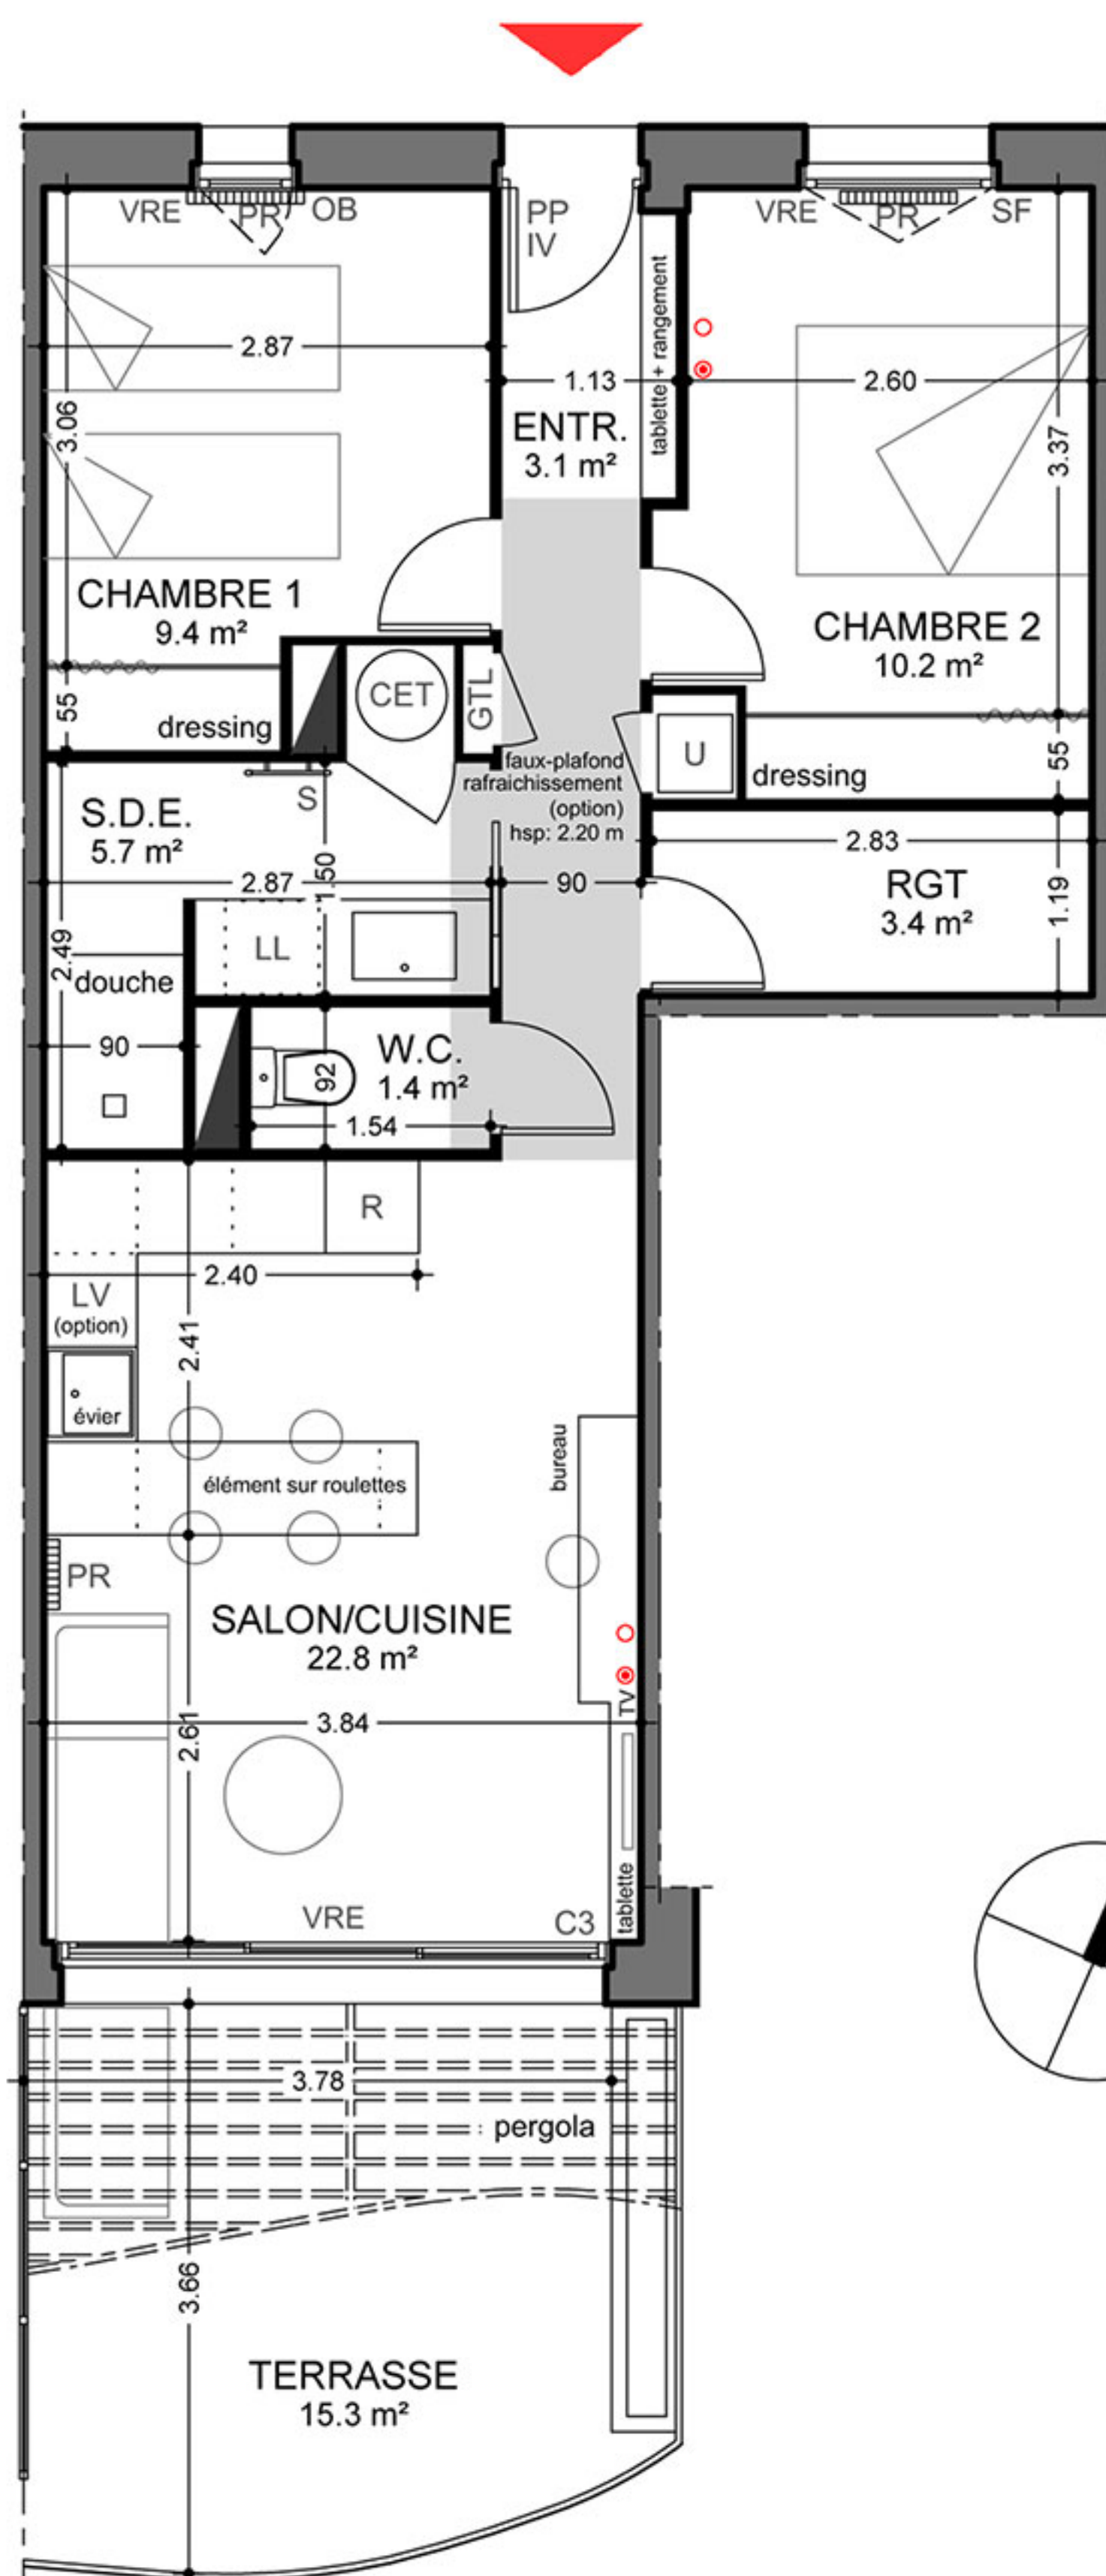 VRE
PR
OB
PP
IV
VRE
PR
SF
tablette + rangement
2.87
1.13
2.60
3.06
ENTR.
3.1 m²
3.37
CHAMBRE 1
9.4 m²
CHAMBRE 2
10.2 m²
55
dressing
CET
GTL
U
dressing
55
faux-plafond
rafraichissement
(option)
hsp: 2.20 m
S
S.D.E.
5.7 m²
2.83
2.87
1.50
90
RGT
3.4 m²
1.19
2.49
LL
douche
90
W.C.
1.4 m²
92
1.54
R
2.40
LV
(option)
2.41
évier
élément sur roulettes
bureau
PR
SALON/CUISINE
22.8 m²
TV
2.61
3.84
tablette
VRE
C3
3.78
pergola
3.66
TERRASSE
15.3 m²